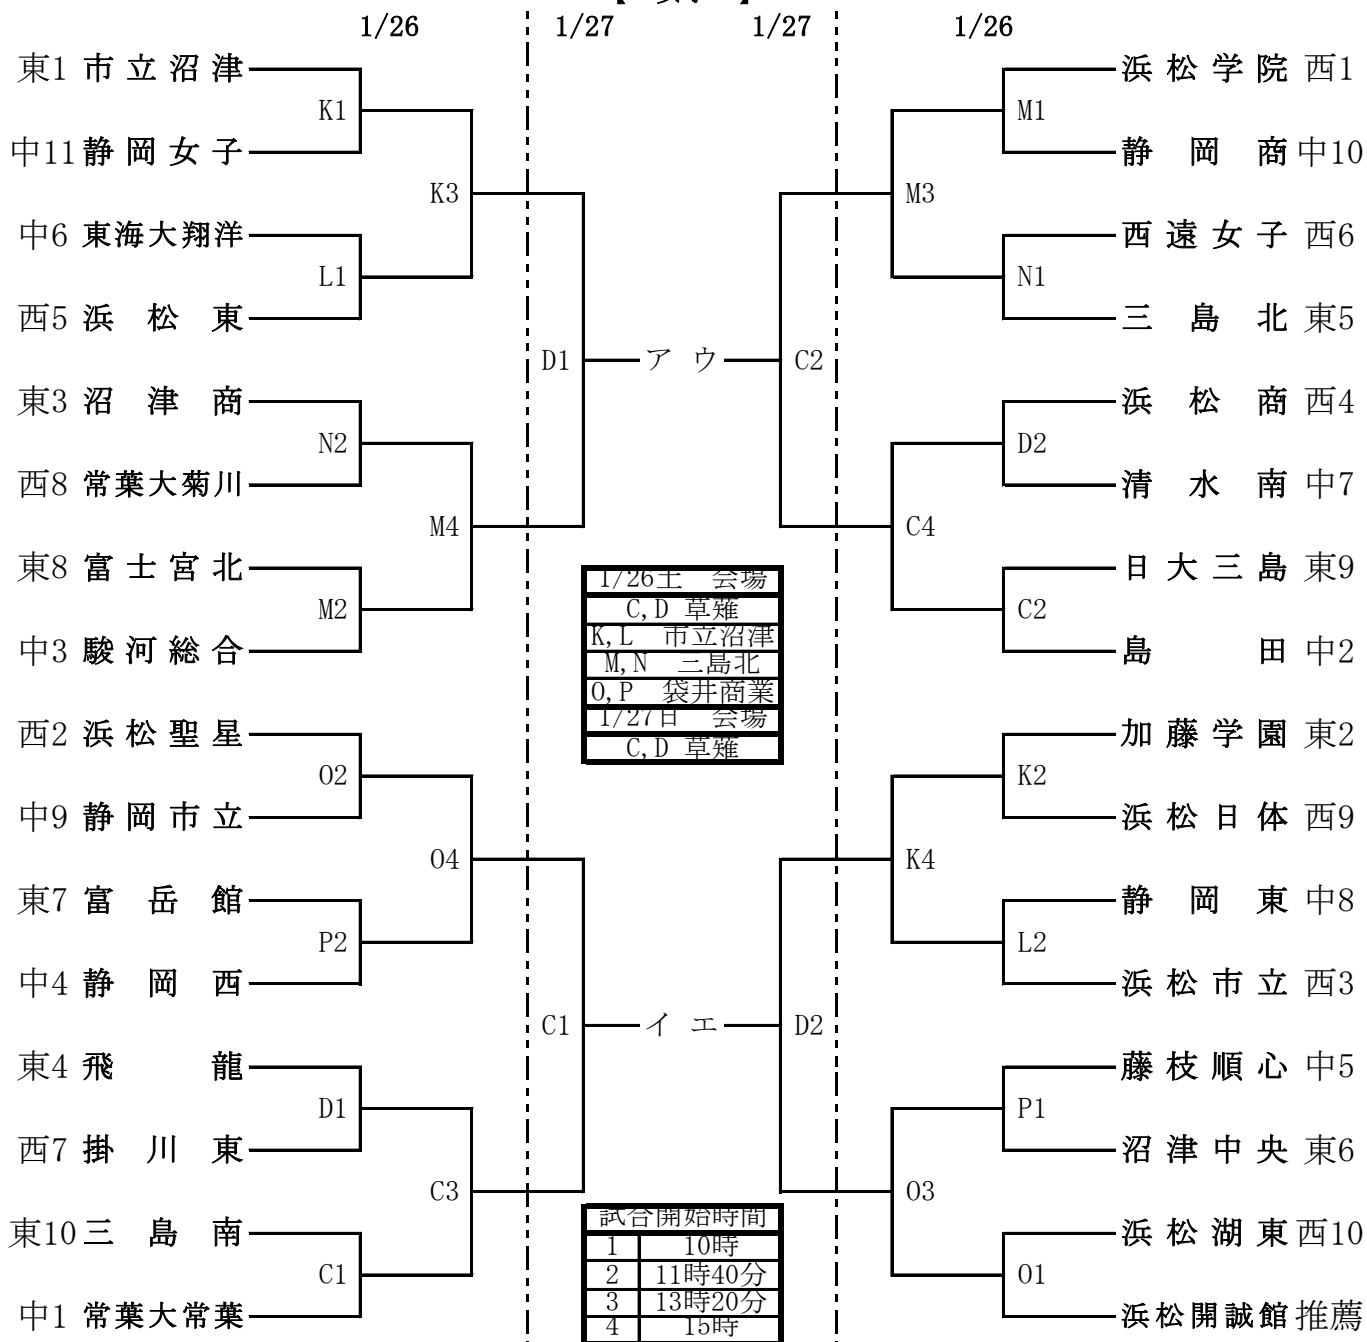 1/26 1/27 1/27 1/26
東1 市立沼津
K1
中11 静岡女子
K3
中6 東海大翔洋
L1
西5 浜松東
D1
東3 沼津商
N2
西8 常葉大菊川
M4
東8 富士宮北
M2
中3 駿河総合
西2 浜松聖星
O2
中9 静岡市立
O4
東7 富岳館
P2
中4 静岡西
C1
東4 飛龍
D1
西7 掛川東
C3
東10 三島南
C1
中1 常葉大常葉
ア ウ
イ エ
1/26土 会場
C,D 草薙
K,L 市立沼津
M,N 三島北
O,P 袋井商業
1/27日 会場
C,D 草薙
試合開始時間
1 10時
2 11時40分
3 13時20分
4 15時
浜松学院 西1
M1
静岡商 中10
M3
西遠女子 西6
N1
三島北 東5
C2
浜松商 西4
D2
清水南 中7
C4
日大三島 東9
C2
島田 中2
加藤学園 東2
K2
浜松日体 西9
K4
静岡東 中8
L2
浜松市立 西3
D2
藤枝順心 中5
P1
沼津中央 東6
O3
浜松湖東 西10
O1
浜松開誠館 推薦